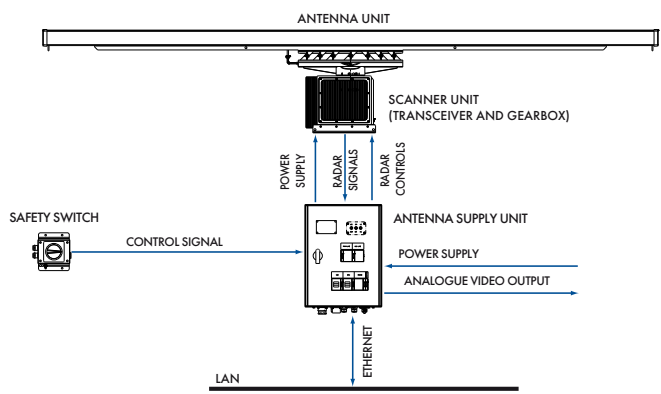 ANTENNA UNIT
SCANNER UNIT
(TRANSCEIVER AND GEARBOX)
POWER
SUPPLY
RADAR
SIGNALS
RADAR
CONTROLS
SAFETY SWITCH
ANTENNA SUPPLY UNIT
CONTROL SIGNAL
POWER SUPPLY
ANALOGUE VIDEO OUTPUT
ETHERNET
LAN